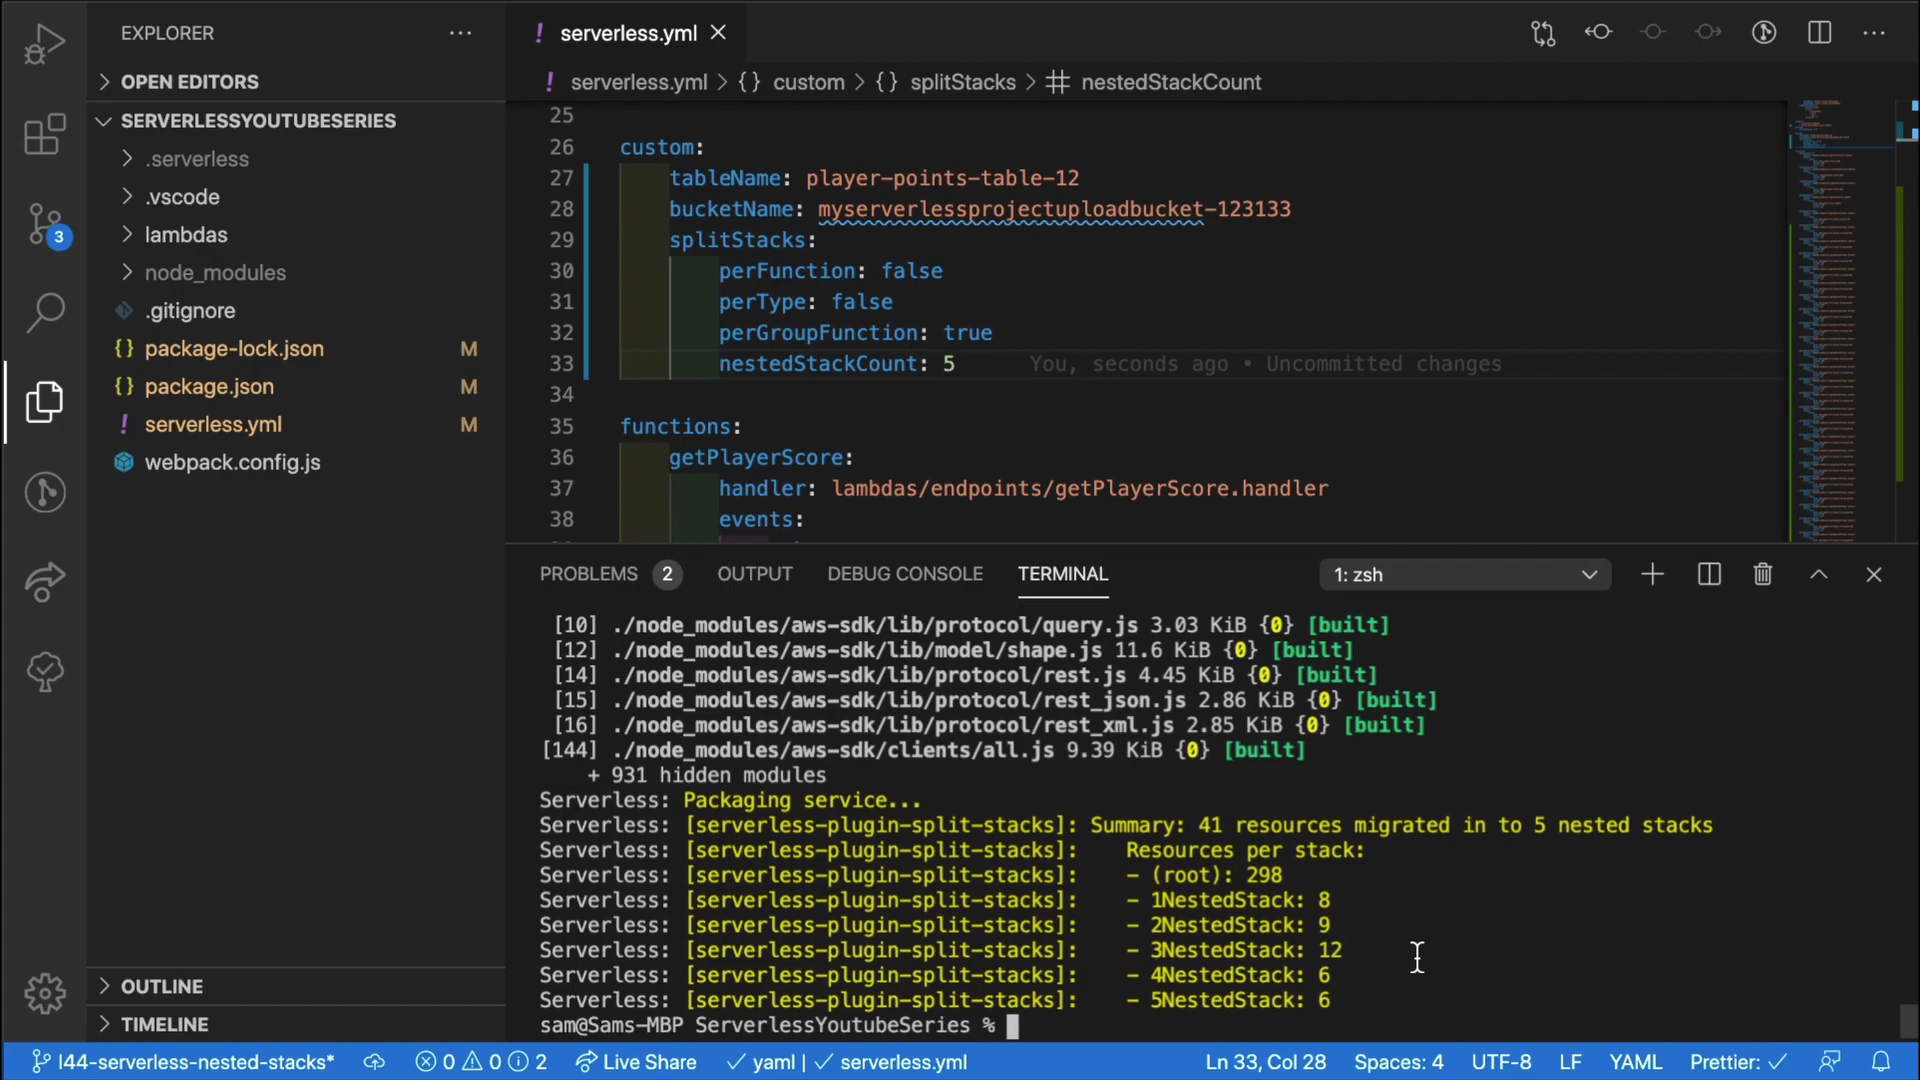 EXPLORER
OPEN EDITORS
SERVERLESSYOUTUBESERIES
.serverless
.vscode
lambdas
node_modules
.gitignore
package-lock.json M
package.json M
serverless.yml M
webpack.config.js
OUTLINE
TIMELINE
3
! serverless.yml
! serverless.yml > {} custom > {} splitStacks > # nestedStackCount
25
26 custom:
27 tableName: player-points-table-12
28 bucketName: myserverlessprojectuploadbucket-123133
29 splitStacks:
30 perFunction: false
31 perType: false
32 perGroupFunction: true
33 nestedStackCount: 5 You, seconds ago • Uncommitted changes
34
35 functions:
36 getPlayerScore:
37 handler: lambdas/endpoints/getPlayerScore.handler
38 events:
PROBLEMS 2 OUTPUT DEBUG CONSOLE TERMINAL 1: zsh
[10] ./node_modules/aws-sdk/lib/protocol/query.js 3.03 KiB {0} [built]
[12] ./node_modules/aws-sdk/lib/model/shape.js 11.6 KiB {0} [built]
[14] ./node_modules/aws-sdk/lib/protocol/rest.js 4.45 KiB {0} [built]
[15] ./node_modules/aws-sdk/lib/protocol/rest_json.js 2.86 KiB {0} [built]
[16] ./node_modules/aws-sdk/lib/protocol/rest_xml.js 2.85 KiB {0} [built]
[144] ./node_modules/aws-sdk/clients/all.js 9.39 KiB {0} [built]
+ 931 hidden modules
Serverless: Packaging service...
Serverless: [serverless-plugin-split-stacks]: Summary: 41 resources migrated in to 5 nested stacks
Serverless: [serverless-plugin-split-stacks]: Resources per stack:
Serverless: [serverless-plugin-split-stacks]: - (root): 298
Serverless: [serverless-plugin-split-stacks]: - 1NestedStack: 8
Serverless: [serverless-plugin-split-stacks]: - 2NestedStack: 9
Serverless: [serverless-plugin-split-stacks]: - 3NestedStack: 12
Serverless: [serverless-plugin-split-stacks]: - 4NestedStack: 6
Serverless: [serverless-plugin-split-stacks]: - 5NestedStack: 6
sam@Sams-MBP ServerlessYoutubeSeries %
l44-serverless-nested-stacks* 0 0 2 Live Share yaml | serverless.yml Ln 33, Col 28 Spaces: 4 UTF-8 LF YAML Prettier: